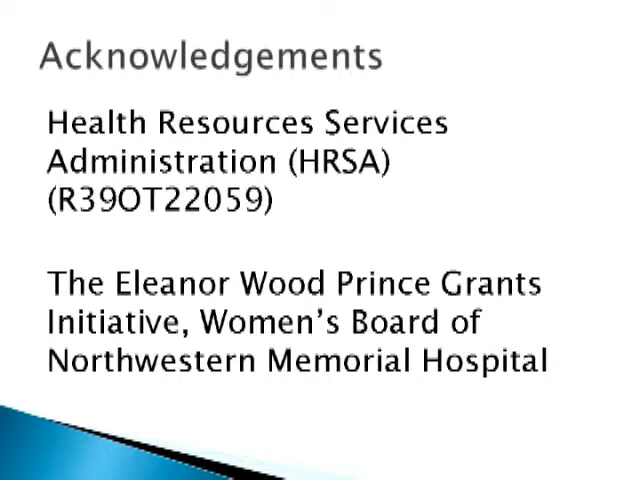 Acknowledgements
Health Resources Services
Administration (HRSA)
(R39OT22059)
The Eleanor Wood Prince Grants
Initiative, Women’s Board of
Northwestern Memorial Hospital